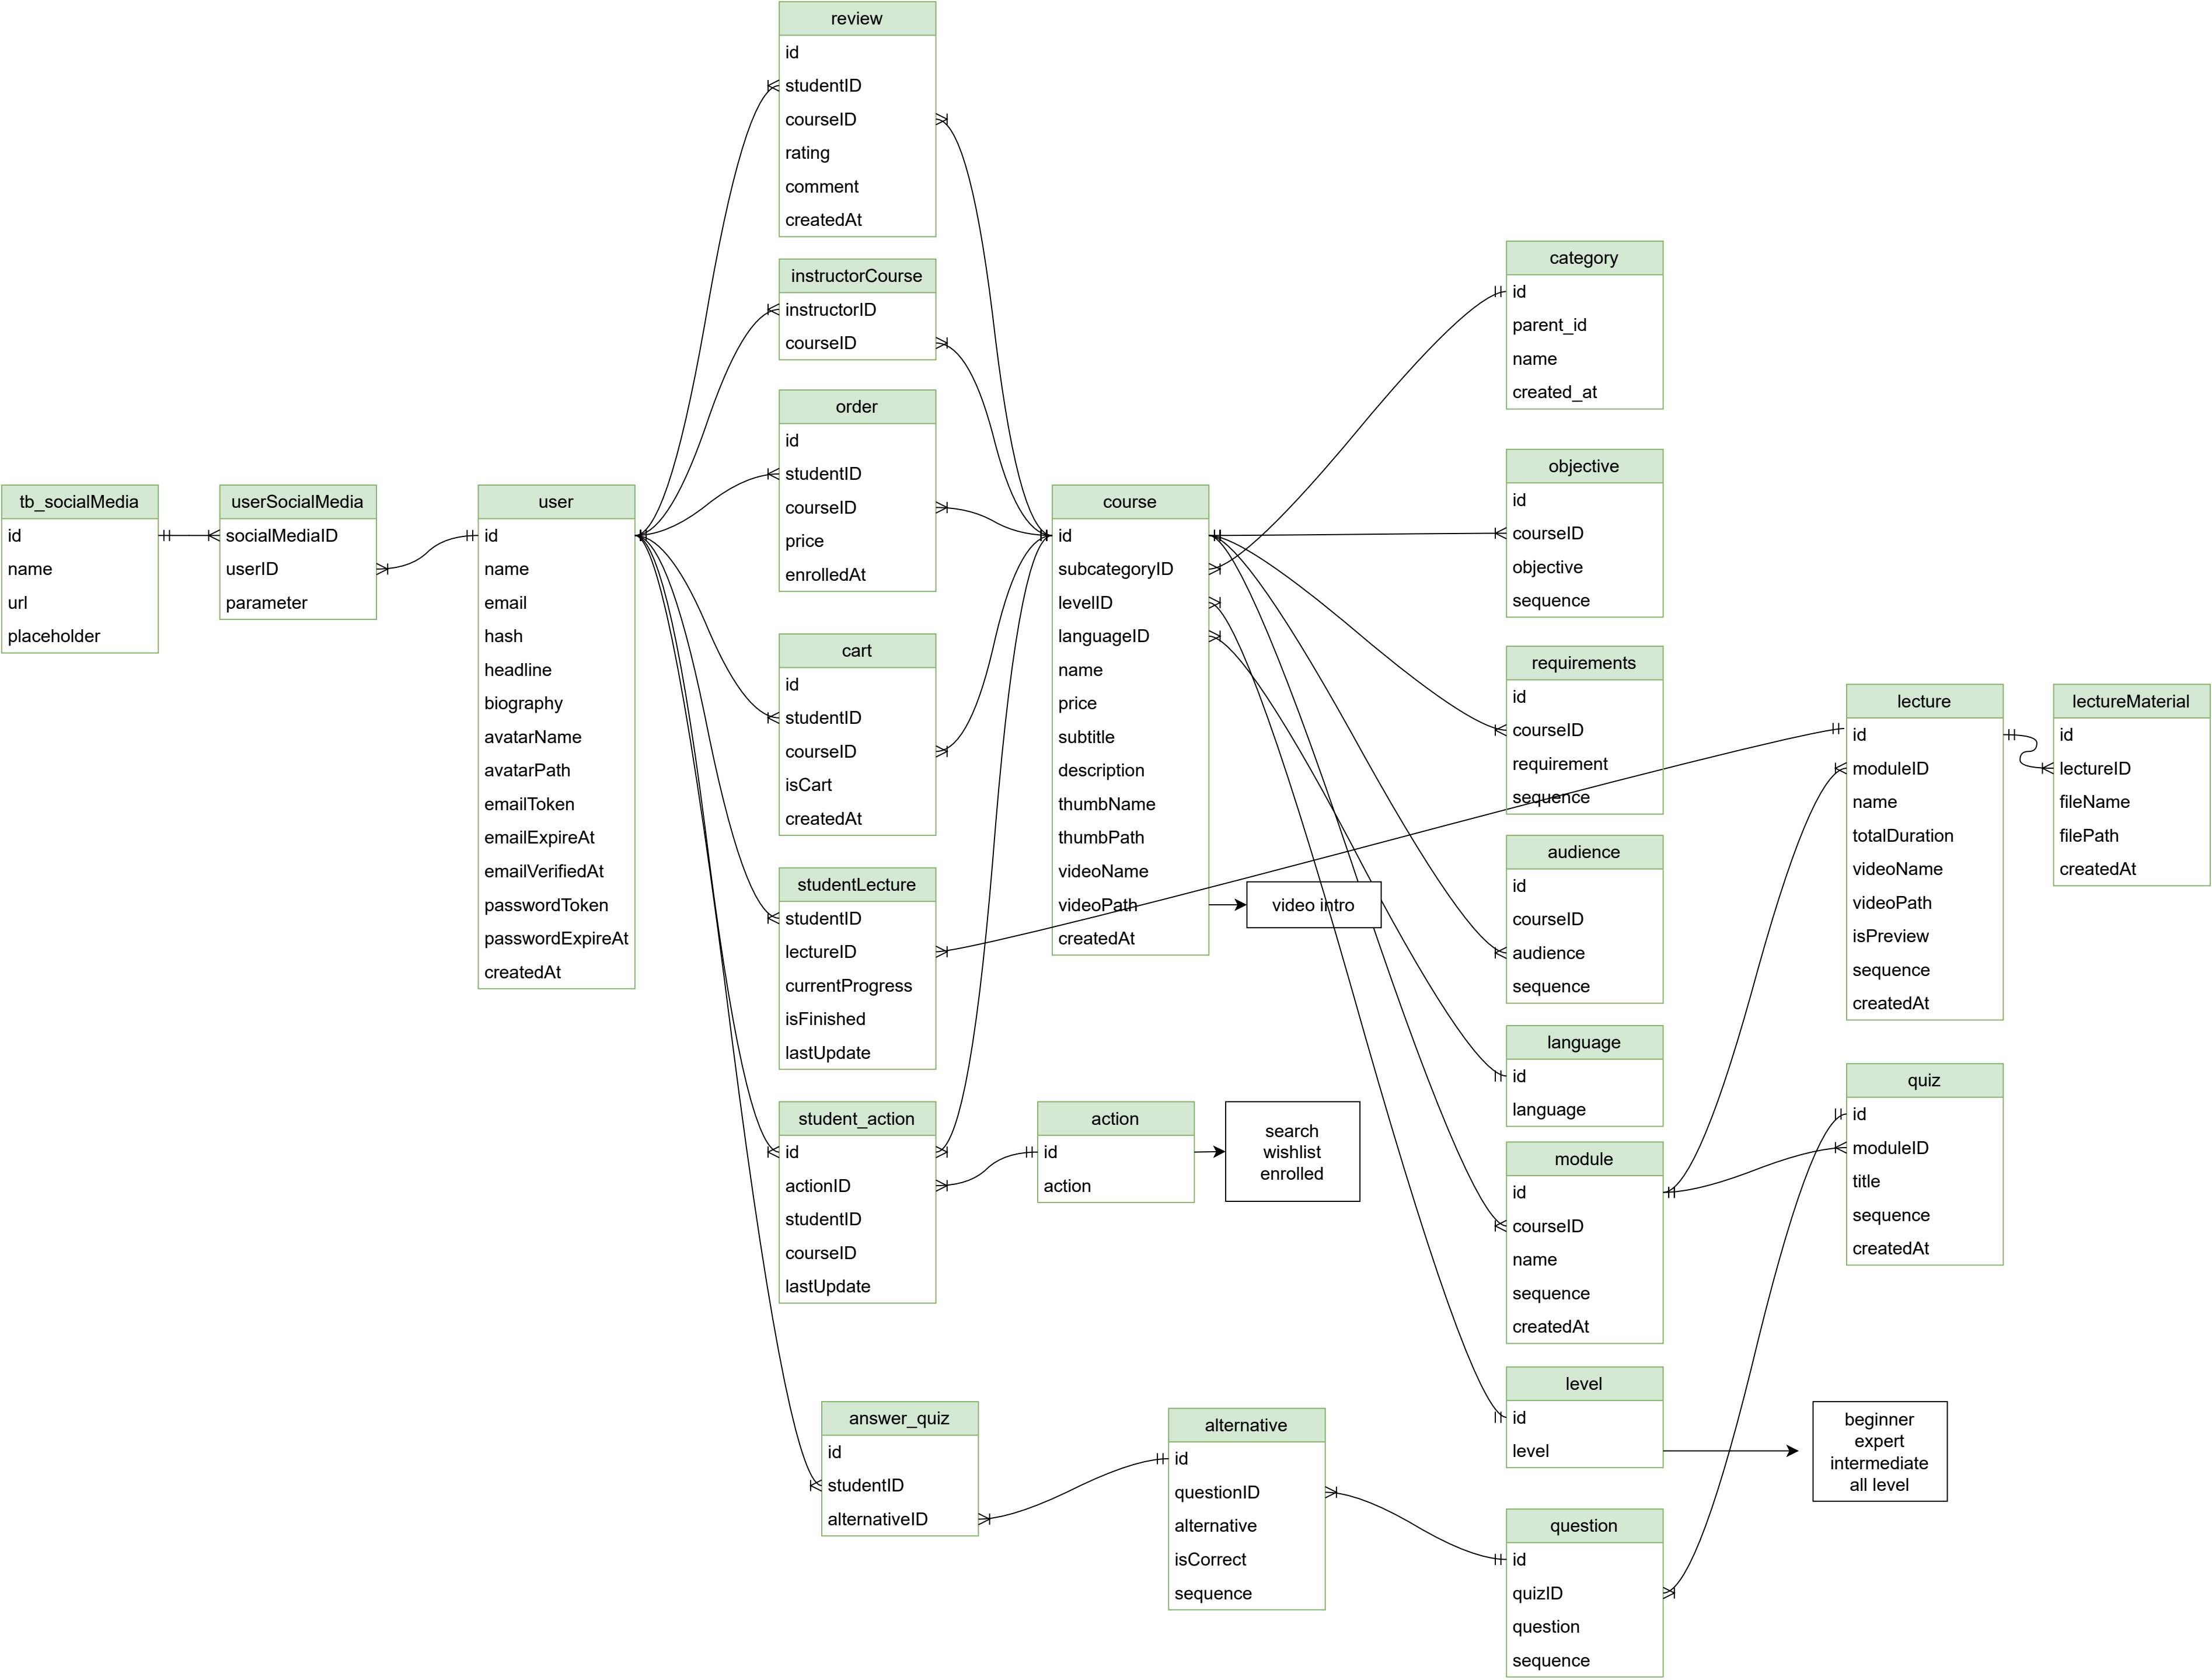 review
id
studentID
courseID
rating
comment
createdAt
instructorCourse
instructorID
courseID
order
id
studentID
courseID
price
enrolledAt
cart
id
studentID
courseID
isCart
createdAt
studentLecture
studentID
lectureID
currentProgress
isFinished
lastUpdate
student_action
id
actionID
studentID
courseID
lastUpdate
answer_quiz
id
studentID
alternativeID
tb_socialMedia
id
name
url
placeholder
userSocialMedia
socialMediaID
userID
parameter
user
id
name
email
hash
headline
biography
avatarName
avatarPath
emailToken
emailExpireAt
emailVerifiedAt
passwordToken
passwordExpireAt
createdAt
course
id
subcategoryID
levelID
languageID
name
price
subtitle
description
thumbName
thumbPath
videoName
videoPath
createdAt
video intro
action
id
action
search
wishlist
enrolled
alternative
id
questionID
alternative
isCorrect
sequence
category
id
parent_id
name
created_at
objective
id
courseID
objective
sequence
requirements
id
courseID
requirement
sequence
audience
id
courseID
audience
sequence
language
id
language
module
id
courseID
name
sequence
createdAt
level
id
level
beginner
expert
intermediate
all level
question
id
quizID
question
sequence
lecture
id
moduleID
name
totalDuration
videoName
videoPath
isPreview
sequence
createdAt
lectureMaterial
id
lectureID
fileName
filePath
createdAt
quiz
id
moduleID
title
sequence
createdAt